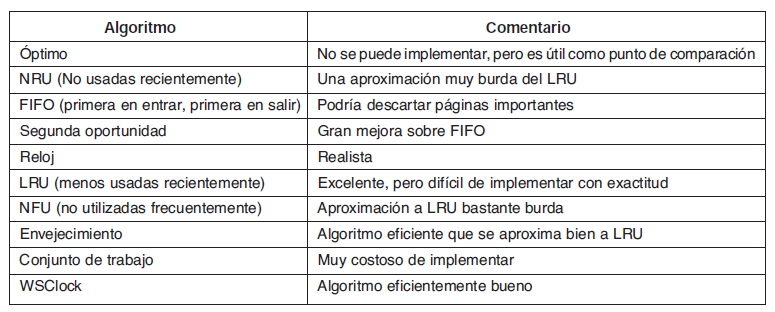 Algoritmo Comentario
Óptimo No se puede implementar, pero es útil como punto de comparación
NRU (No usadas recientemente) Una aproximación muy burda del LRU
FIFO (primera en entrar, primera en salir) Podría descartar páginas importantes
Segunda oportunidad Gran mejora sobre FIFO
Reloj Realista
LRU (menos usadas recientemente) Excelente, pero difícil de implementar con exactitud
NFU (no utilizadas frecuentemente) Aproximación a LRU bastante burda
Envejecimiento Algoritmo eficiente que se aproxima bien a LRU
Conjunto de trabajo Muy costoso de implementar
WSClock Algoritmo eficientemente bueno